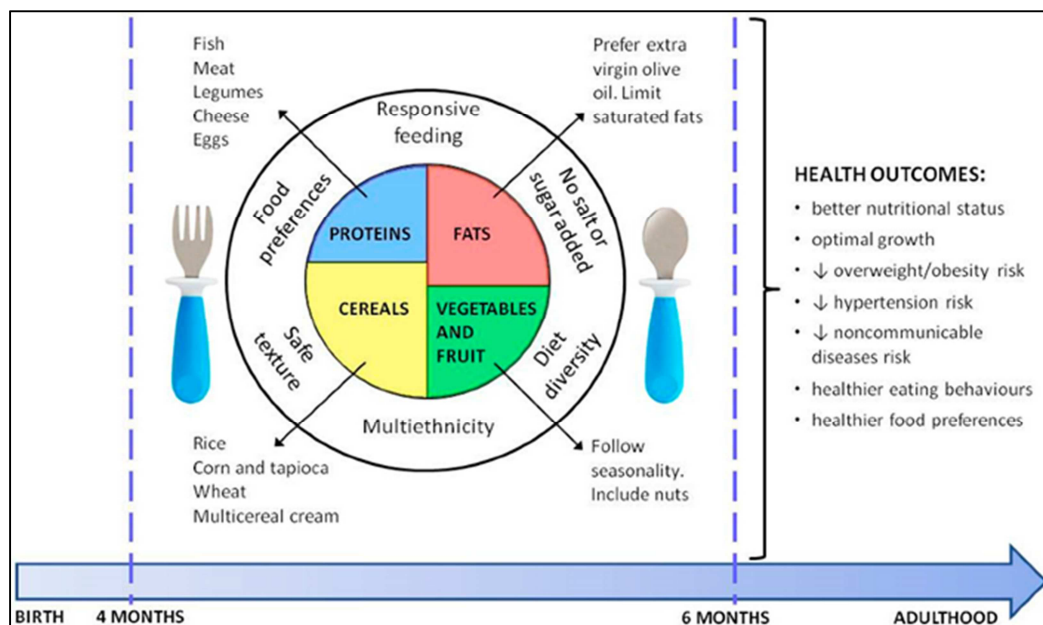 Fish
Meat
Legumes
Cheese
Eggs
Prefer extra
virgin olive
oil. Limit
saturated fats
Responsive
feeding
Food
preferences
No salt or
sugar added
PROTEINS
FATS
CEREALS
VEGETABLES
AND
FRUIT
Safe
texture
Diet
diversity
Multiethnicity
Rice
Corn and tapioca
Wheat
Multicereal cream
Follow
seasonality.
Include nuts
HEALTH OUTCOMES:
• better nutritional status
• optimal growth
• ↓ overweight/obesity risk
• ↓ hypertension risk
• ↓ noncommunicable
diseases risk
• healthier eating behaviours
• healthier food preferences
BIRTH
4 MONTHS
6 MONTHS
ADULTHOOD